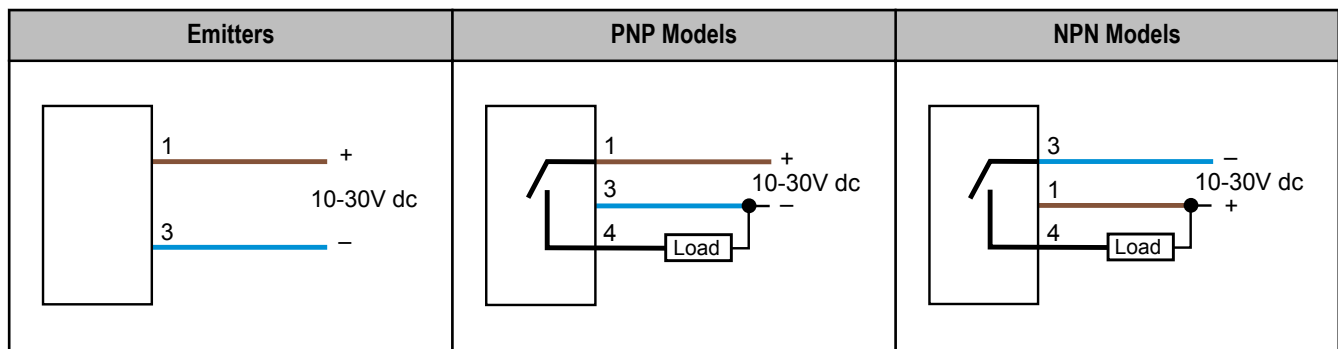 Emitters
PNP Models
NPN Models
1
+
10-30V dc
3
–
1
+
10-30V dc
3
–
4
Load
3
–
10-30V dc
1
+
4
Load